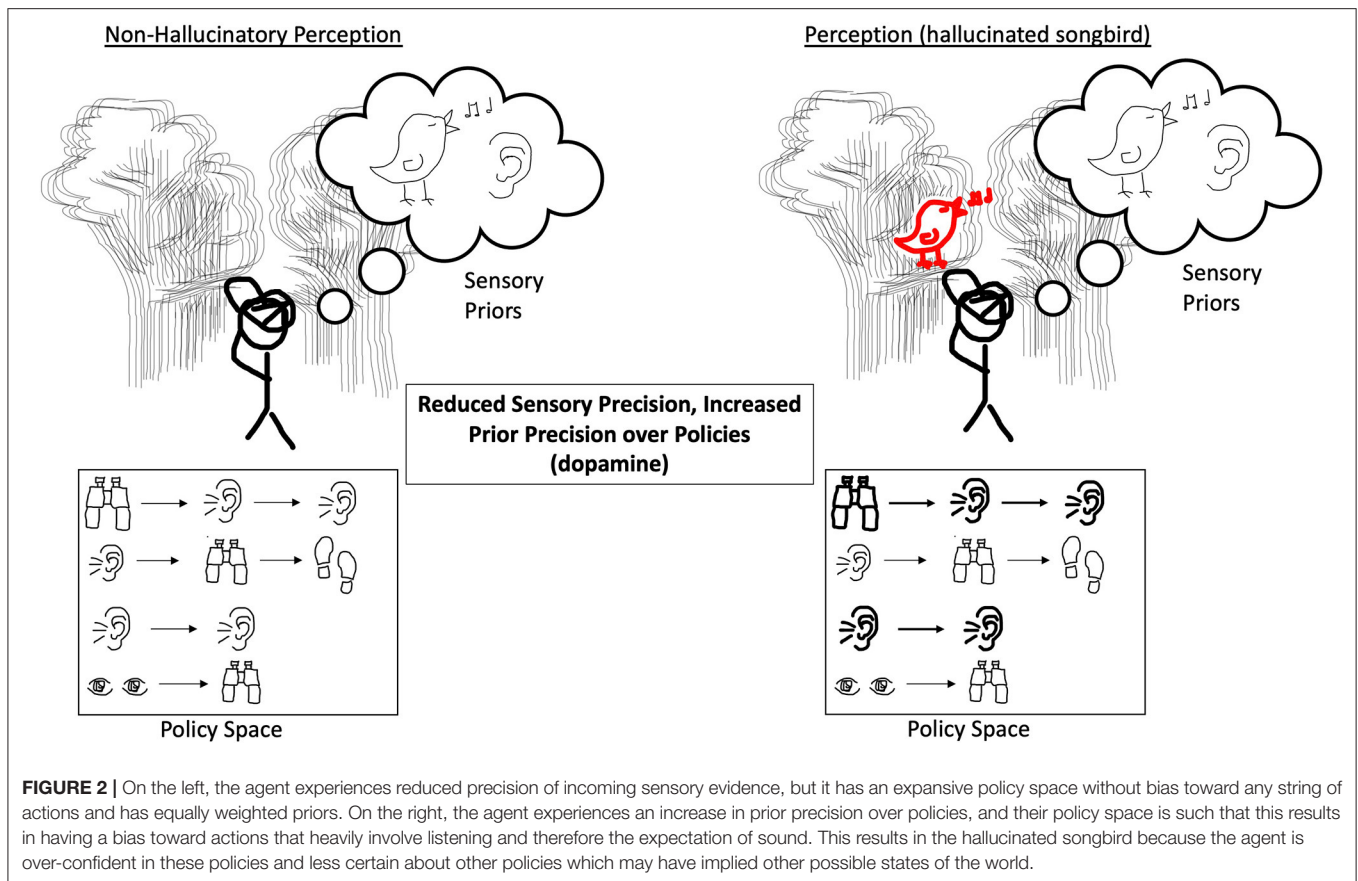 Non-Hallucinatory Perception
Perception (hallucinated songbird)
Sensory
Priors
Sensory
Priors
Reduced Sensory Precision, Increased
Prior Precision over Policies
(dopamine)
Policy Space
Policy Space
FIGURE 2 | On the left, the agent experiences reduced precision of incoming sensory evidence, but it has an expansive policy space without bias toward any string of
actions and has equally weighted priors. On the right, the agent experiences an increase in prior precision over policies, and their policy space is such that this results
in having a bias toward actions that heavily involve listening and therefore the expectation of sound. This results in the hallucinated songbird because the agent is
over-confident in these policies and less certain about other policies which may have implied other possible states of the world.